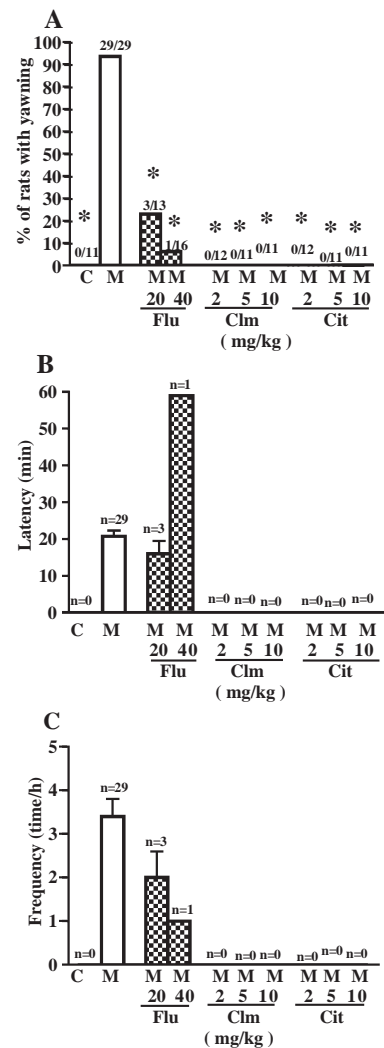 A
% of rats with yawning
100
90
80
70
60
50
40
30
20
10
0
29/29
* * * * * * * * *
0/11 3/13 1/16 0/12 0/11 0/11 0/12 0/11 0/11
C M M M M M M M M M
20 40 2 5 10 2 5 10
Flu Clm Cit
( mg/kg )
B
Latency (min)
60
50
40
30
20
10
0
n=0 n=29 n=3 n=1 n=0 n=0 n=0 n=0 n=0 n=0
C M M M M M M M M M
20 40 2 5 10 2 5 10
Flu Clm Cit
( mg/kg )
C
Frequency (time/h)
5
4
3
2
1
0
n=0 n=29 n=3 n=1 n=0 n=0 n=0 n=0 n=0 n=0
C M M M M M M M M M
20 40 2 5 10 2 5 10
Flu Clm Cit
(mg/kg )